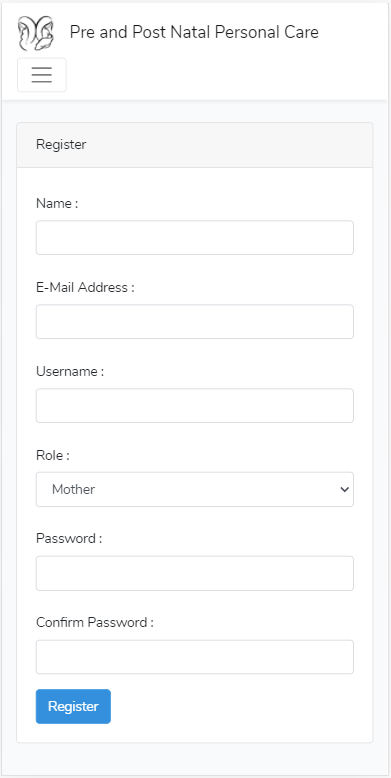 Pre and Post Natal Personal Care
Register
Name :
E-Mail Address :
Username :
Role :
Mother
Password :
Confirm Password :
Register